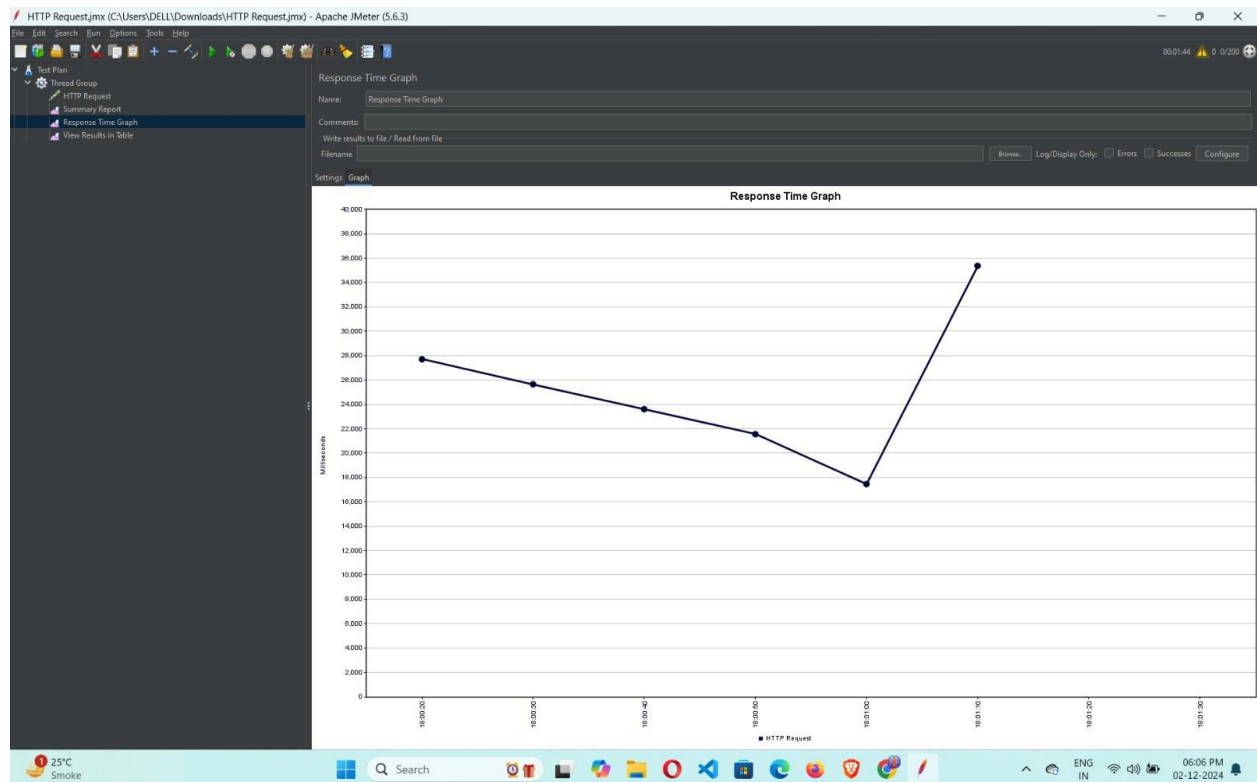 HTTP Request.jmx (C:\Users\DELL\Downloads\HTTP Request.jmx) - Apache JMeter (5.6.3)
File Edit Search Run Options Tools Help
00:01:44 0 0/200
Test Plan
Thread Group
HTTP Request
Summary Report
Response Time Graph
View Results in Table
Response Time Graph
Name: Response Time Graph
Comments:
Write results to file / Read from file
Filename Browse... Log/Display Only: Errors Successes Configure
Settings Graph
Response Time Graph
40,000
38,000
36,000
34,000
32,000
30,000
28,000
26,000
24,000
22,000
20,000
18,000
16,000
14,000
12,000
10,000
8,000
6,000
4,000
2,000
0
Milliseconds
18:00:20 18:00:30 18:00:40 18:00:50 18:01:00 18:01:10 18:01:20 18:01:30
HTTP Request
1 25°C
Smoke
Search
ENG
IN
06:06 PM
02-12-2024